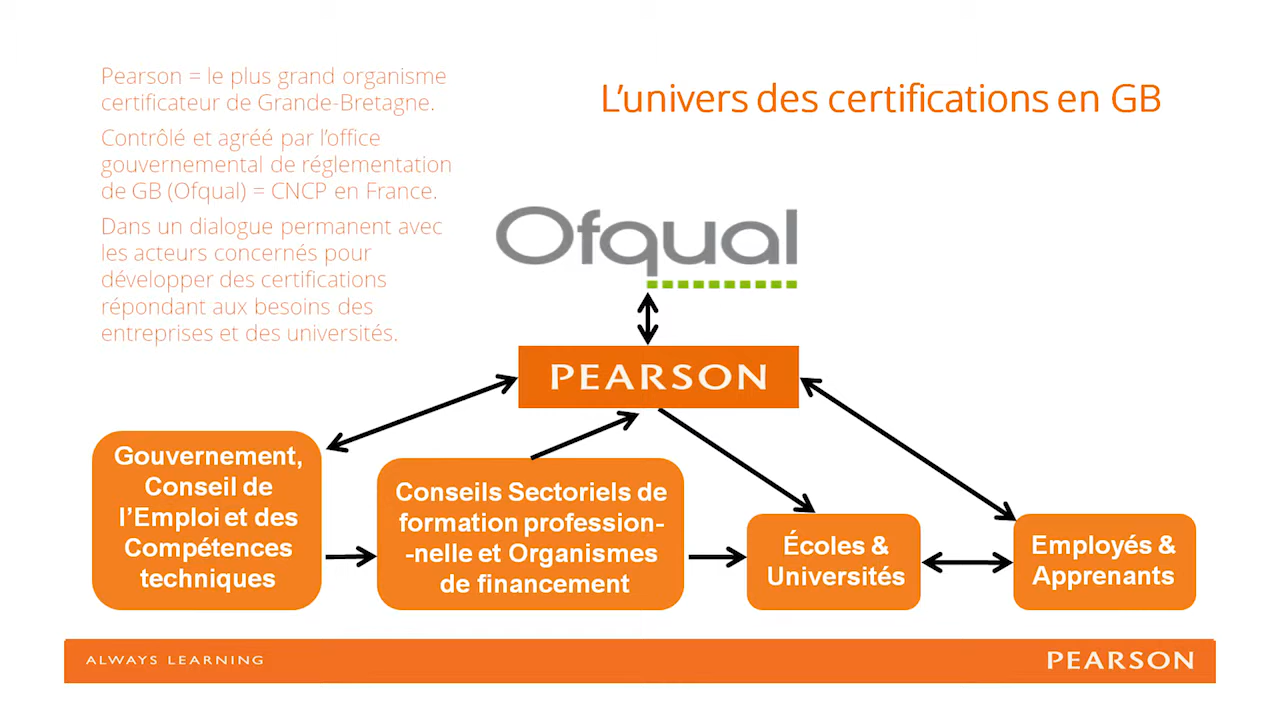 Pearson = le plus grand organisme
certificateur de Grande-Bretagne.
Contrôlé et agréé par l'office
gouvernemental de réglementation
de GB (Ofqual) = CNCP en France.
Dans un dialogue permanent avec
les acteurs concernés pour
développer des certifications
répondant aux besoins des
entreprises et des universités.
L'univers des certifications en GB
Ofqual
PEARSON
Gouvernement,
Conseil de
l'Emploi et des
Compétences
techniques
Conseils Sectoriels de
formation profession-
-nelle et Organismes
de financement
Écoles &
Universités
Employés &
Apprenants
ALWAYS LEARNING
PEARSON